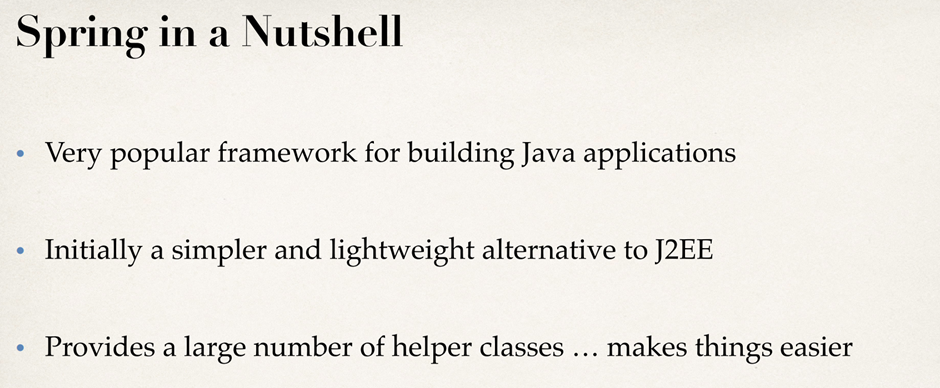 Spring in a Nutshell
• Very popular framework for building Java applications
• Initially a simpler and lightweight alternative to J2EE
• Provides a large number of helper classes … makes things easier